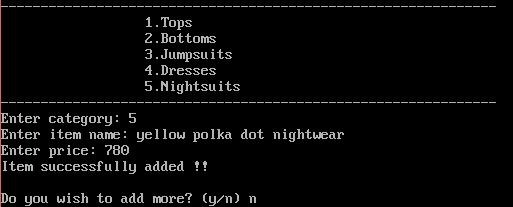 1.Tops
2.Bottoms
3.Jumpsuits
4.Dresses
5.Nightsuits
Enter category: 5
Enter item name: yellow polka dot nightwear
Enter price: 780
Item successfully added !!
Do you wish to add more? (y/n) n